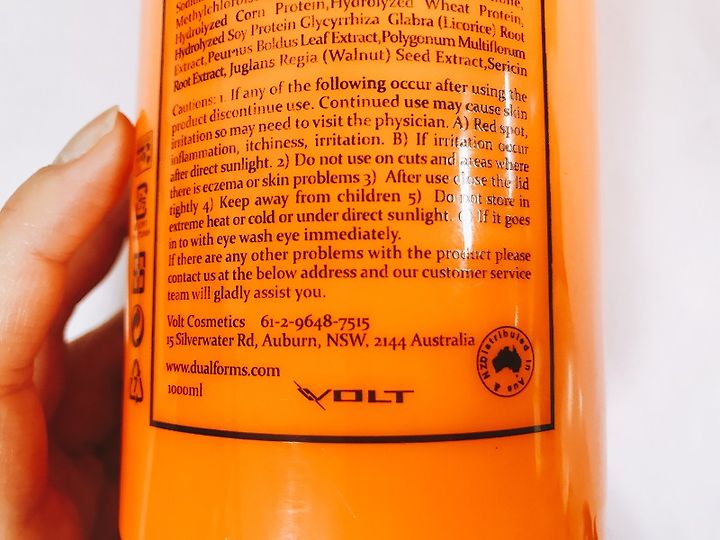 Hydrolyzed Corn Protein,Hydrolyzed Wheat Protein,
Hydrolyzed Soy Protein Glycyrrhiza Glabra (Licorice) Root
Extract,Peumus Boldus Leaf Extract,Polygonum Multiflorum
Root Extract, Juglans Regia (Walnut) Seed Extract,Sericin
Cautions: 1. If any of the following occur after using the
product discontinue use. Continued use may cause skin
irritation so may need to visit the physician. A) Red spot,
inflammation, itchiness, irritation. B) If irritation occur
after direct sunlight. 2) Do not use on cuts and areas where
there is eczema or skin problems 3) After use close the lid
tightly 4) Keep away from children 5) Do not store in
extreme heat or cold or under direct sunlight. C) If it goes
in to with eye wash eye immediately.
If there are any other problems with the product please
contact us at the below address and our customer service
team will gladly assist you.
Volt Cosmetics 61-2-9648-7515
15 Silverwater Rd, Auburn, NSW, 2144 Australia
Distributed in Aus & NZ
www.dualforms.com
1000ml
VOLT